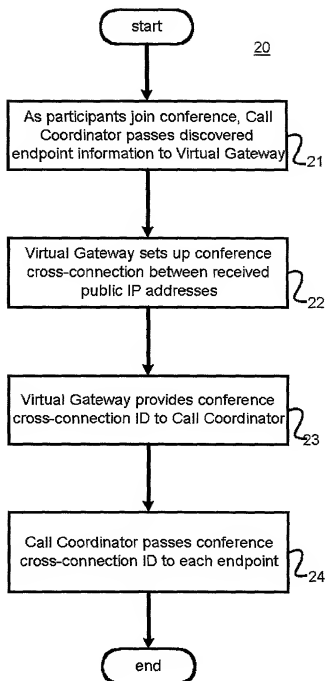 start
20
As participants join conference, Call
Coordinator passes discovered
endpoint information to Virtual Gateway
21
Virtual Gateway sets up conference
cross-connection between received
public IP addresses
22
Virtual Gateway provides conference
cross-connection ID to Call Coordinator
23
Call Coordinator passes conference
cross-connection ID to each endpoint
24
end